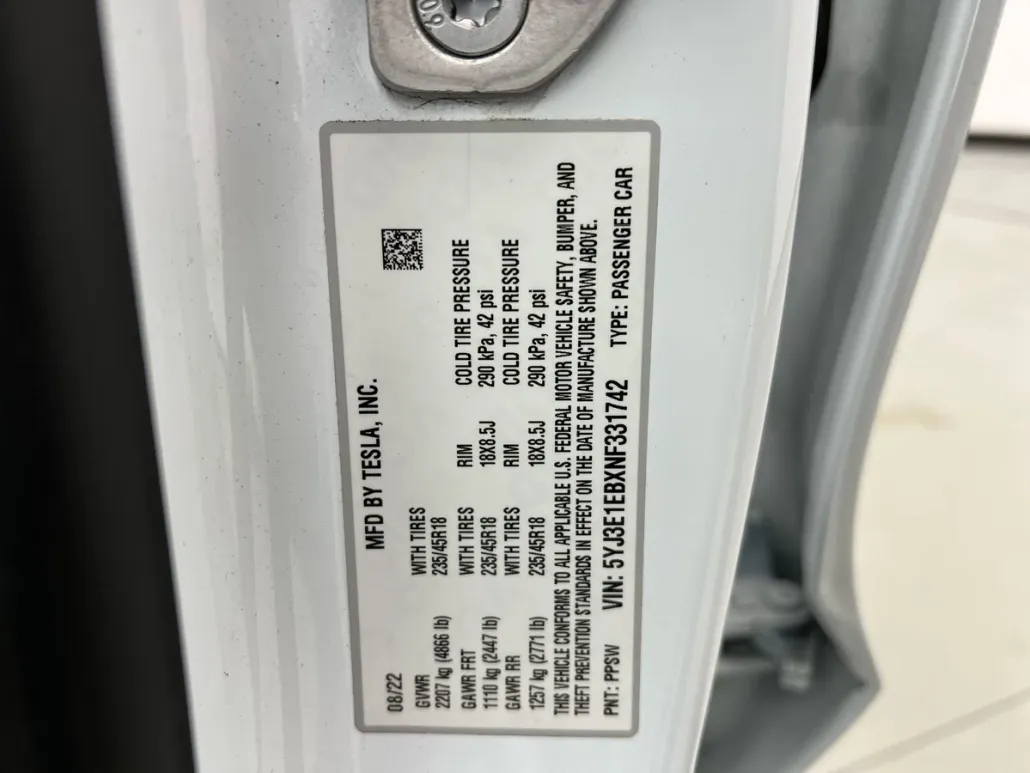 60
MFD BY TESLA, INC.
08/22
GVWR WITH TIRES
2207 kg (4866 lb) 235/45R18
GAWR FRT WITH TIRES RIM COLD TIRE PRESSURE
1110 kg (2447 lb) 235/45R18 18X8.5J 290 kPa, 42 psi
GAWR RR WITH TIRES RIM COLD TIRE PRESSURE
1257 kg (2771 lb) 235/45R18 18X8.5J 290 kPa, 42 psi
THIS VEHICLE CONFORMS TO ALL APPLICABLE U.S. FEDERAL MOTOR VEHICLE SAFETY, BUMPER, AND
THEFT PREVENTION STANDARDS IN EFFECT ON THE DATE OF MANUFACTURE SHOWN ABOVE.
PNT: PPSW VIN: 5YJ3E1EBXNF331742 TYPE: PASSENGER CAR